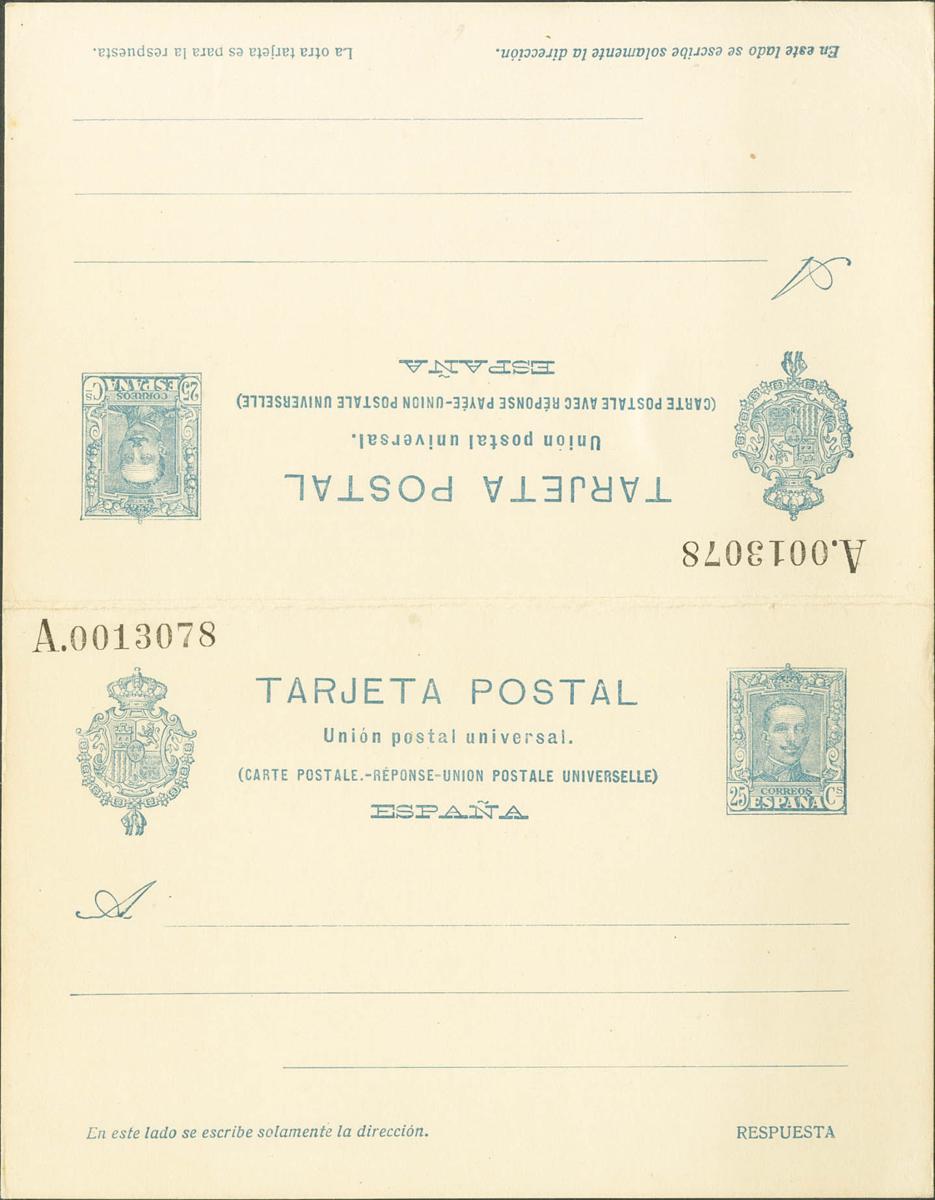 La otra tarjeta es para la respuesta.
En este lado se escribe solamente la dirección.
A
ESPAÑA
(CARTE POSTALE AVEC RÉPONSE PAYÉE-UNION POSTALE UNIVERSELLE)
Unión postal universal.
TARJETA POSTAL
CORREOS
ESPAÑA
25 Cs
A.0013078
A.0013078
TARJETA POSTAL
Unión postal universal.
(CARTE POSTALE.-RÉPONSE-UNION POSTALE UNIVERSELLE)
ESPAÑA
CORREOS
25 ESPAÑA Cs
A
En este lado se escribe solamente la dirección.
RESPUESTA